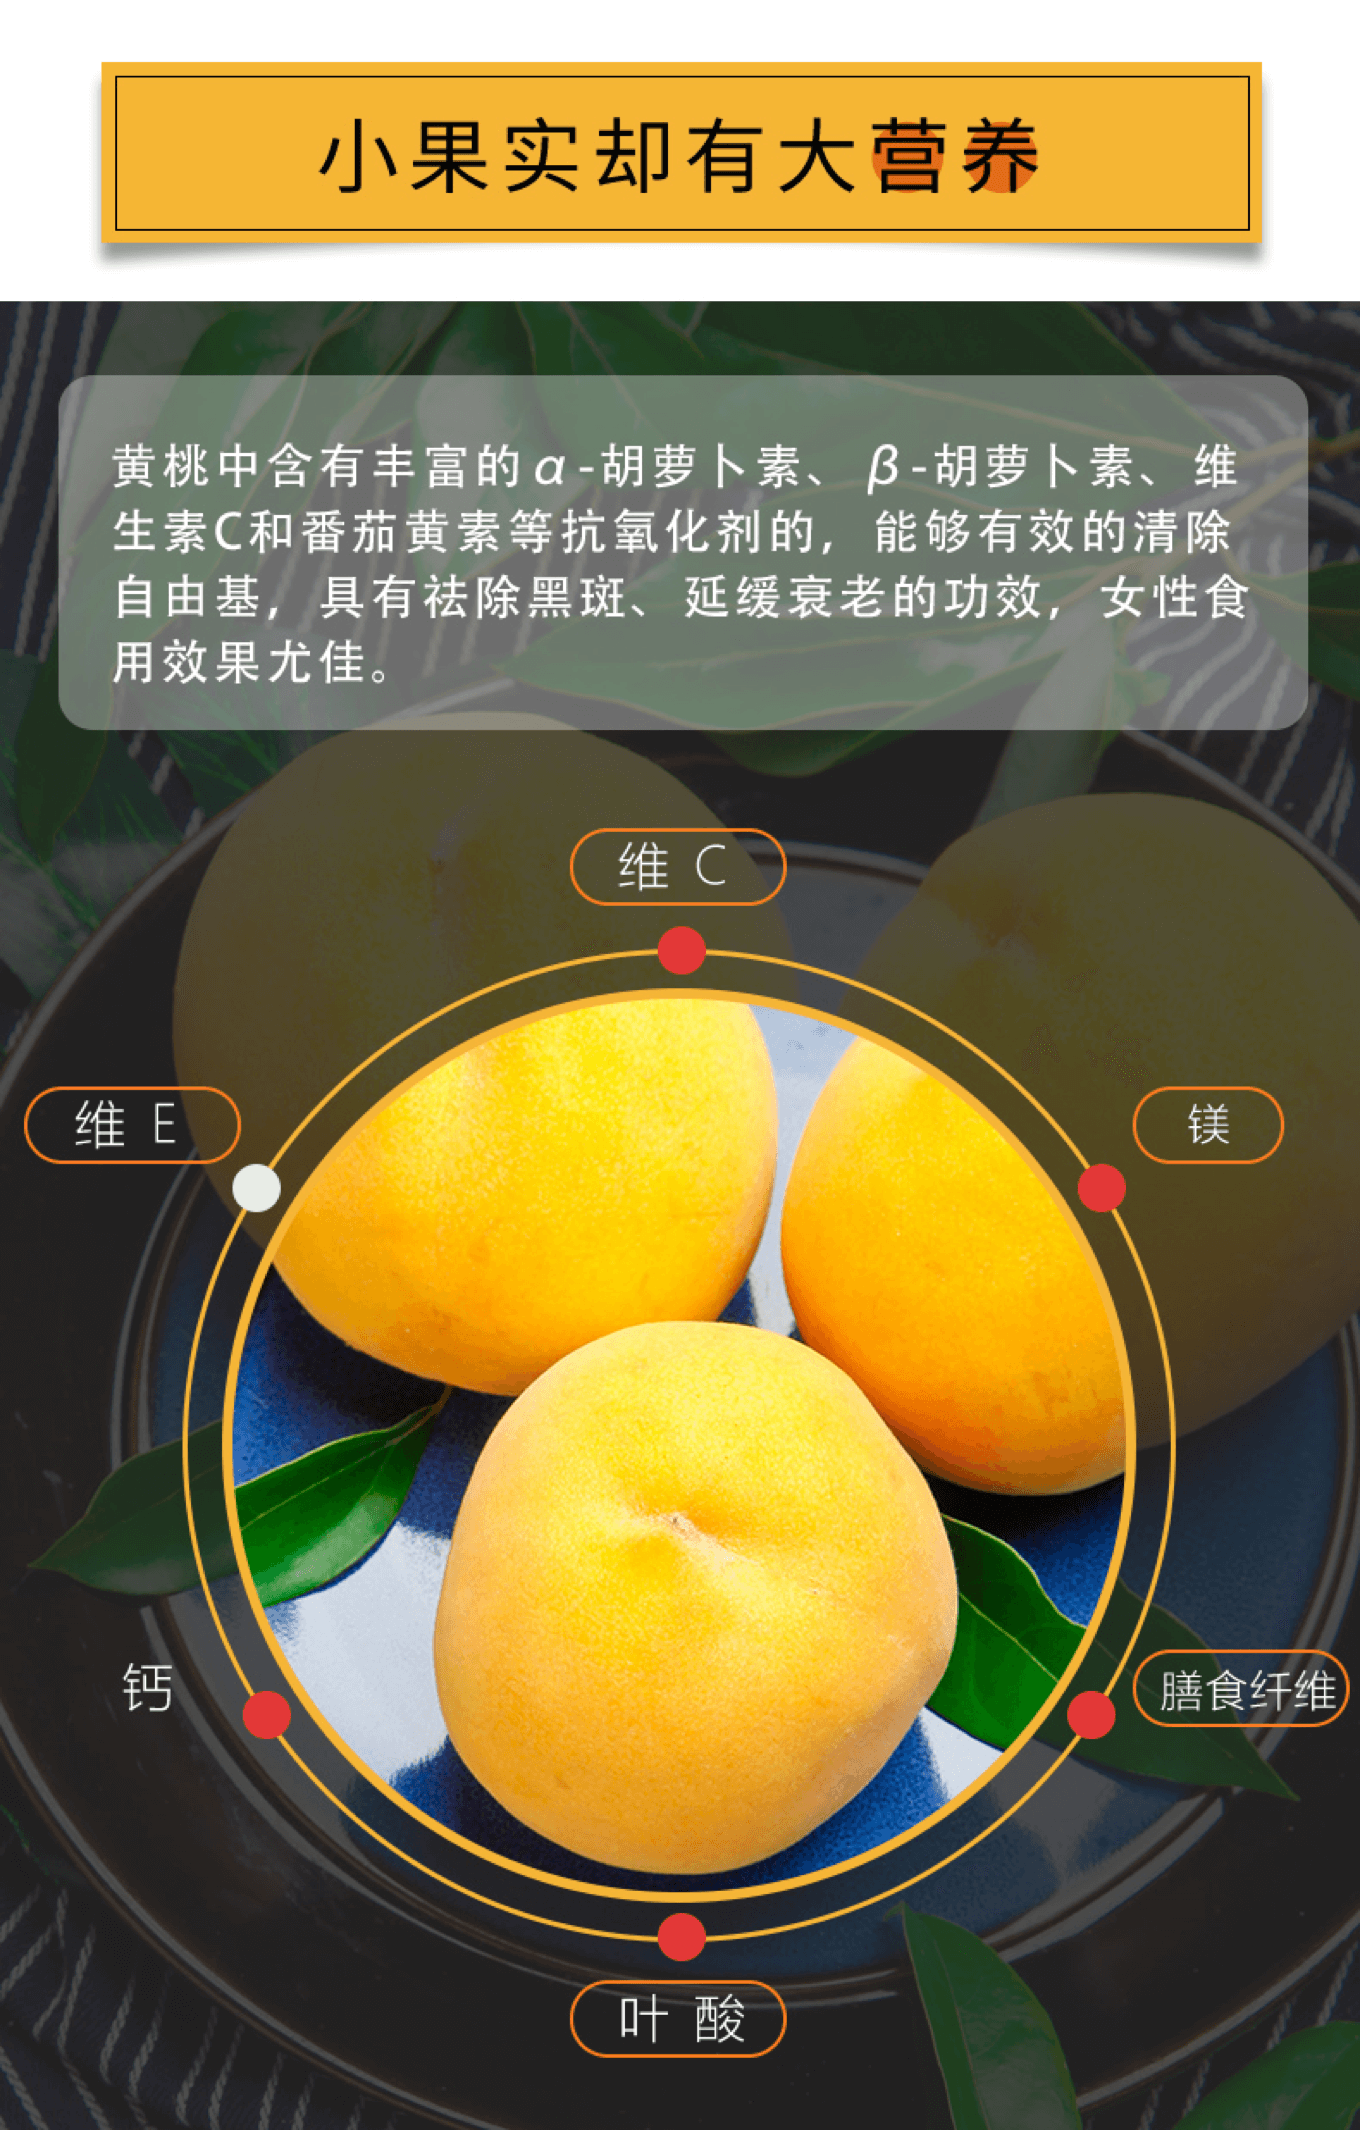 小果实却有大营养
黄桃中含有丰富的α-胡萝卜素、β-胡萝卜素、维
生素C和番茄黄素等抗氧化剂的，能够有效的清除
自由基，具有祛除黑斑、延缓衰老的功效，女性食
用效果尤佳。
维 C
维 E
镁
钙
膳食纤维
叶 酸